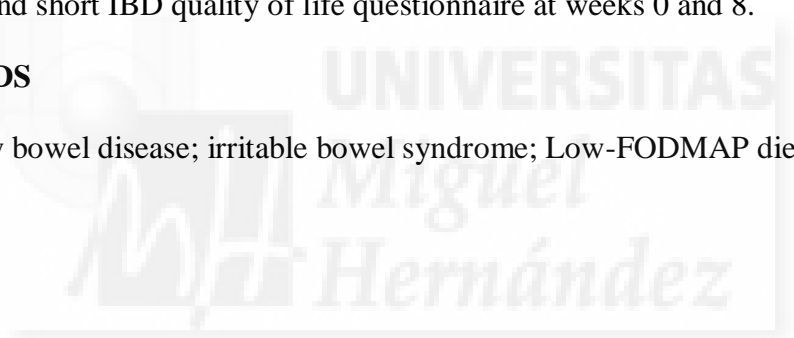 nd short IBD quality of life questionnaire at weeks 0 and 8.
DS
y bowel disease; irritable bowel syndrome; Low-FODMAP die
UNIVERSITAS
Miguel
Hernández